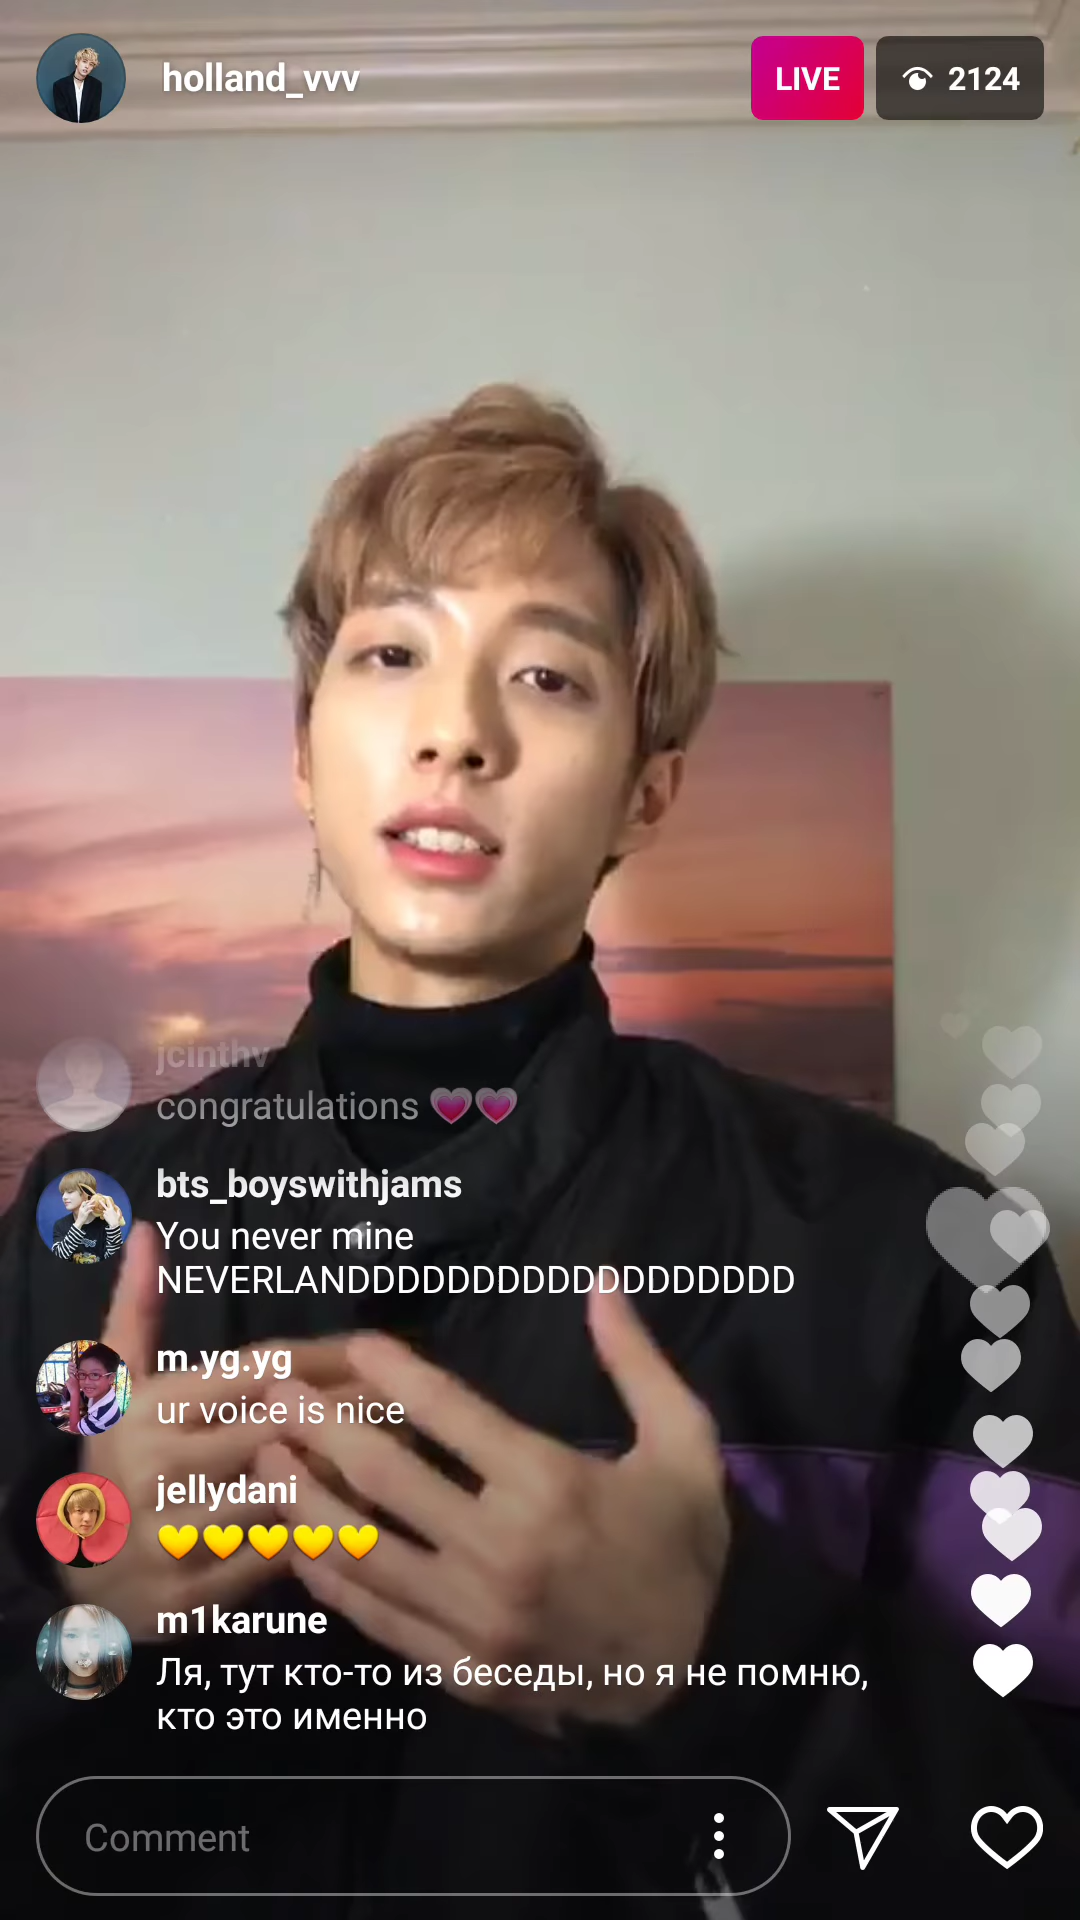 holland_vvv
LIVE
2124
jcinthv
congratulations 💗💗
bts_boyswithjams
You never mine
NEVERLANDDDDDDDDDDDDDDDDDD
m.yg.yg
ur voice is nice
jellydani
💛💛💛💛💛
m1karune
Ля, тут кто-то из беседы, но я не помню,
кто это именно
Comment